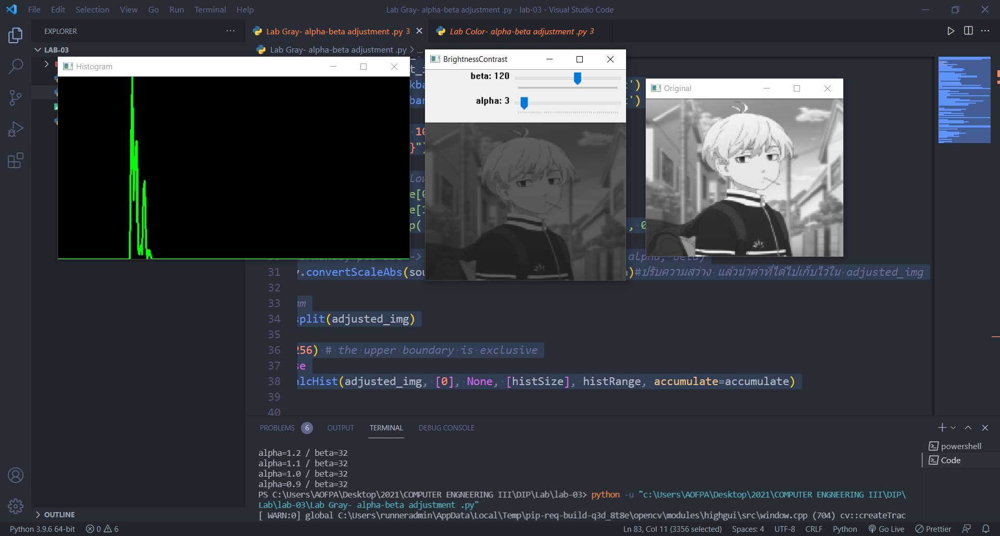 File Edit Selection View Go Run Terminal Help
Lab Gray- alpha-beta adjustment .py - lab-03 - Visual Studio Code
EXPLORER
Lab Gray- alpha-beta adjustment .py 3
Lab Color- alpha-beta adjustment .py 3
LAB-03
Lab Gray- alpha-beta adjustment .py > ...
Histogram
BrightnessContrast
beta: 120
alpha: 3
Original
31 .convertScaleAbs(sou )#ปรับความสว่าง แล้วนำค่าที่ได้ไปเก็บไว้ใน adjusted_img
32
33
34 split(adjusted_img)
35
36 256) # the upper boundary is exclusive
37 se
38 lcHist(adjusted_img, [0], None, [histSize], histRange, accumulate=accumulate)
39
40
PROBLEMS 6 OUTPUT TERMINAL DEBUG CONSOLE
powershell
Code
alpha=1.2 / beta=32
alpha=1.1 / beta=32
alpha=1.0 / beta=32
alpha=0.9 / beta=32
PS C:\Users\AOFPA\Desktop\2021\COMPUTER ENGNEERING III\DIP\Lab\lab-03> python -u "c:\Users\AOFPA\Desktop\2021\COMPUTER ENGNEERING III\DIP\
Lab\lab-03\Lab Gray- alpha-beta adjustment .py"
[ WARN:0] global C:\Users\runneradmin\AppData\Local\Temp\pip-req-build-q3d_8t8e\opencv\modules\highgui\src\window.cpp (704) cv::createTrac
OUTLINE
Python 3.9.6 64-bit 0 6 Ln 83, Col 11 (3356 selected) Spaces: 4 UTF-8 CRLF Python Go Live Prettier